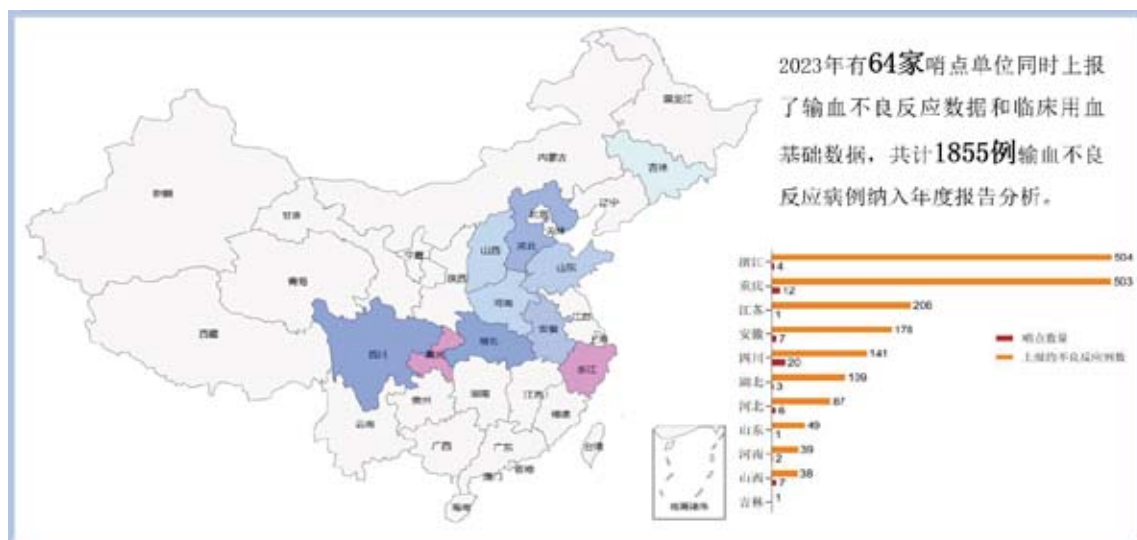 2023年有64家哨点单位同时上报
了输血不良反应数据和临床用血
基础数据，共计1855例输血不良
反应病例纳入年度报告分析。
黑龙江
内蒙古
吉林
新疆
辽宁
甘肃
北京
天津
河北
山西
宁夏
山东
青海
陕西
河南
江苏
西藏
安徽
上海
四川
重庆
湖北
浙江
贵州
湖南
江西
云南
福建
广西
广东
台湾
香港
澳门
海南
南海诸岛
浙江 504
4
重庆 503
12
江苏 206
1
安徽 178
7
四川 141
20
湖北 139
3
河北 87
6
山东 49
1
河南 39
2
山西 38
7
吉林 1
哨点数量
上报的不良反应例数